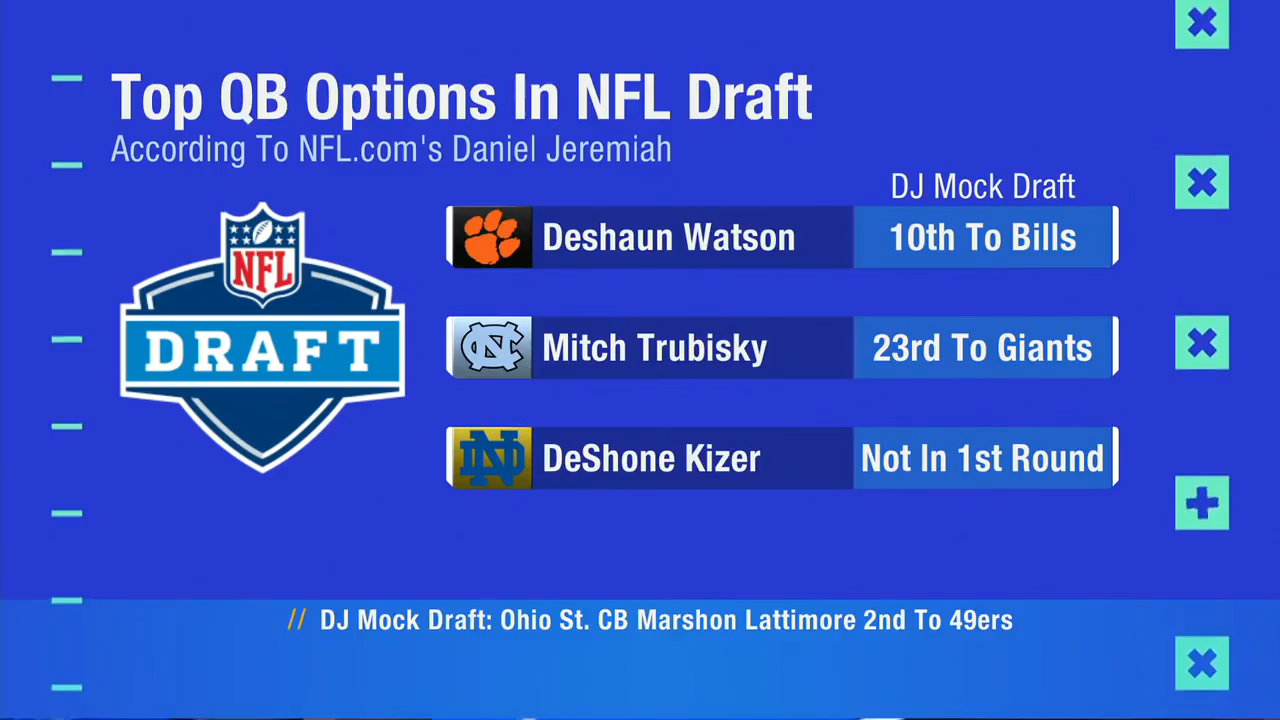 Top QB Options In NFL Draft
According To NFL.com's Daniel Jeremiah
DJ Mock Draft
NFL
DRAFT
Deshaun Watson 10th To Bills
NC Mitch Trubisky 23rd To Giants
ND DeShone Kizer Not In 1st Round
// DJ Mock Draft: Ohio St. CB Marshon Lattimore 2nd To 49ers